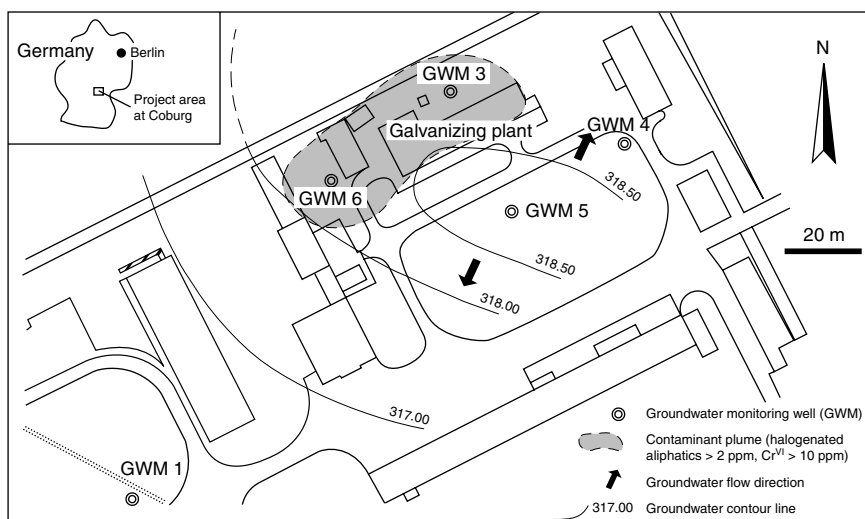 Germany
Berlin
Project area
at Coburg
N
GWM 3
Galvanizing plant
GWM 4
GWM 6
318.50
GWM 5
20 m
318.50
318.00
317.00
GWM 1
Groundwater monitoring well (GWM)
Contaminant plume (halogenated
aliphatics > 2 ppm, CrVI > 10 ppm)
Groundwater flow direction
317.00 Groundwater contour line